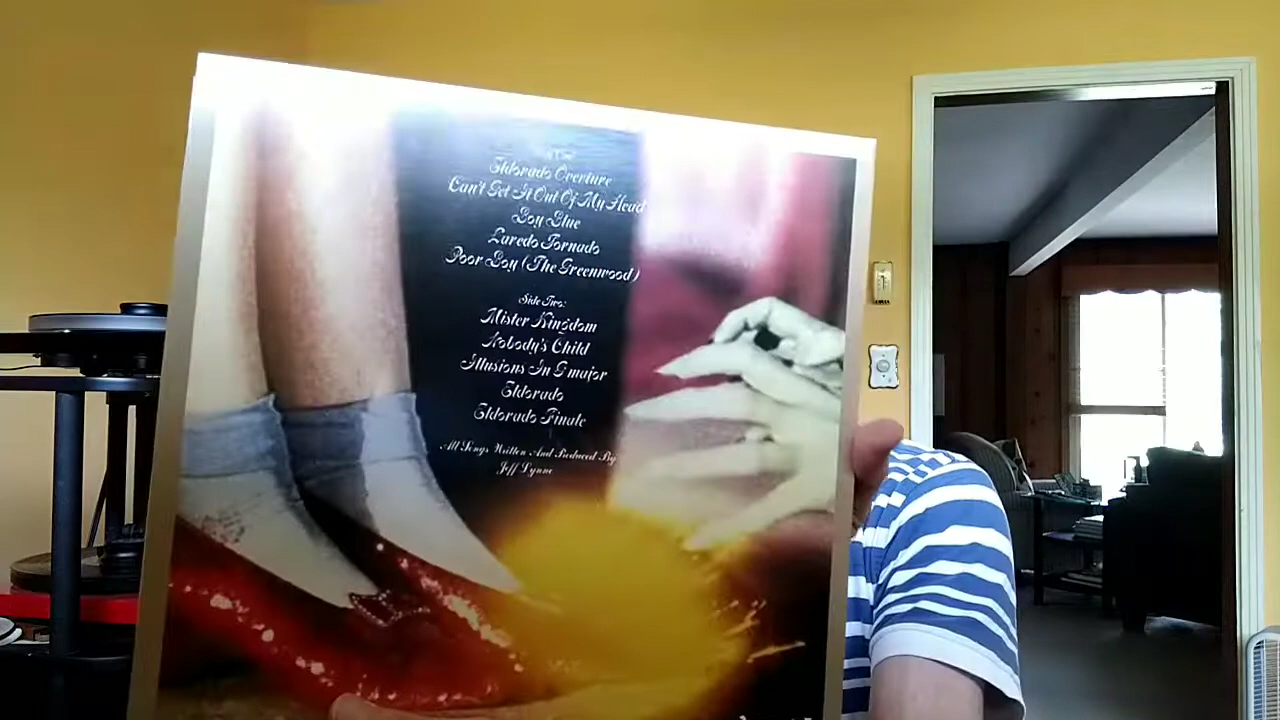 Eldorado Overture
Can't Get It Out Of My Head
Boy Blue
Laredo Tornado
Poor Boy (The Greenwood)
Side Two:
Mister Kingdom
Nobody's Child
Illusions In G major
Eldorado
Eldorado-Finale
All Songs Written And Produced By
Jeff Lynne